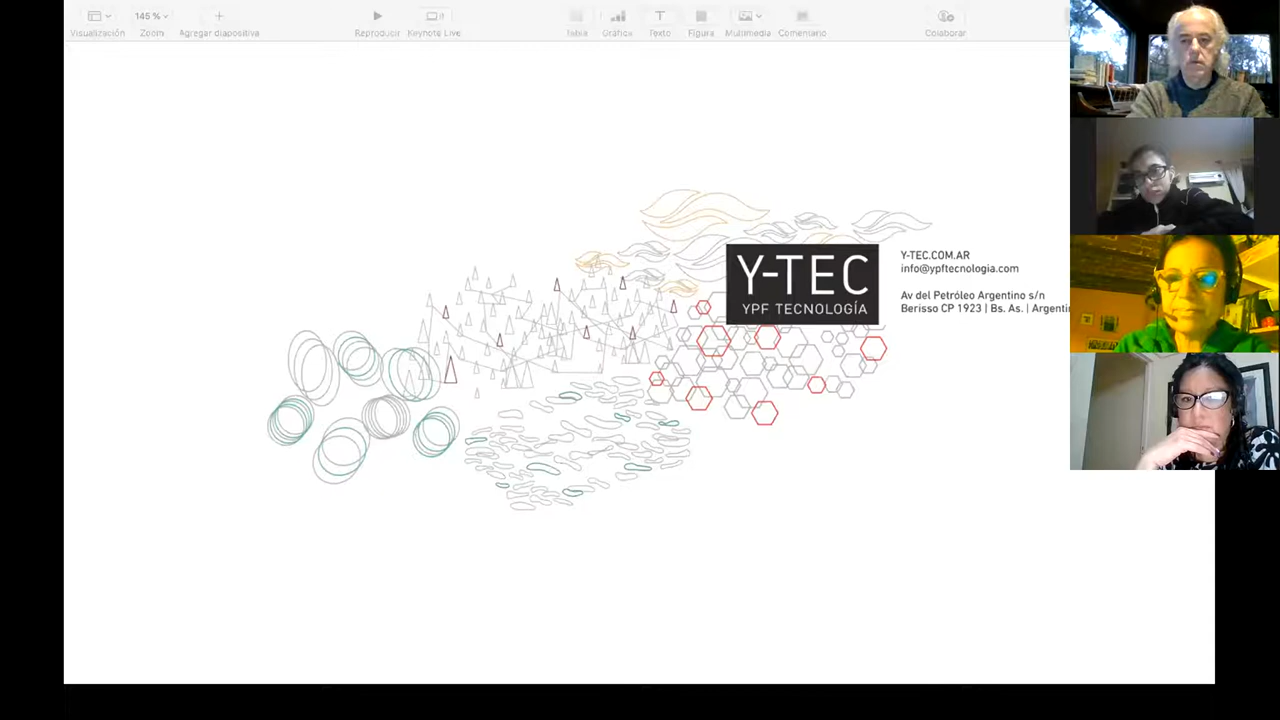 145 %
Visualización
Zoom
Agregar diapositiva
Reproducir
Keynote Live
Tabla
Gráfico
Texto
Figura
Multimedia
Comentario
Colaborar
Y-TEC
YPF TECNOLOGÍA
Y-TEC.COM.AR
info@ypftecnologia.com
Av del Petróleo Argentino s/n
Berisso CP 1923 | Bs. As. | Argenti